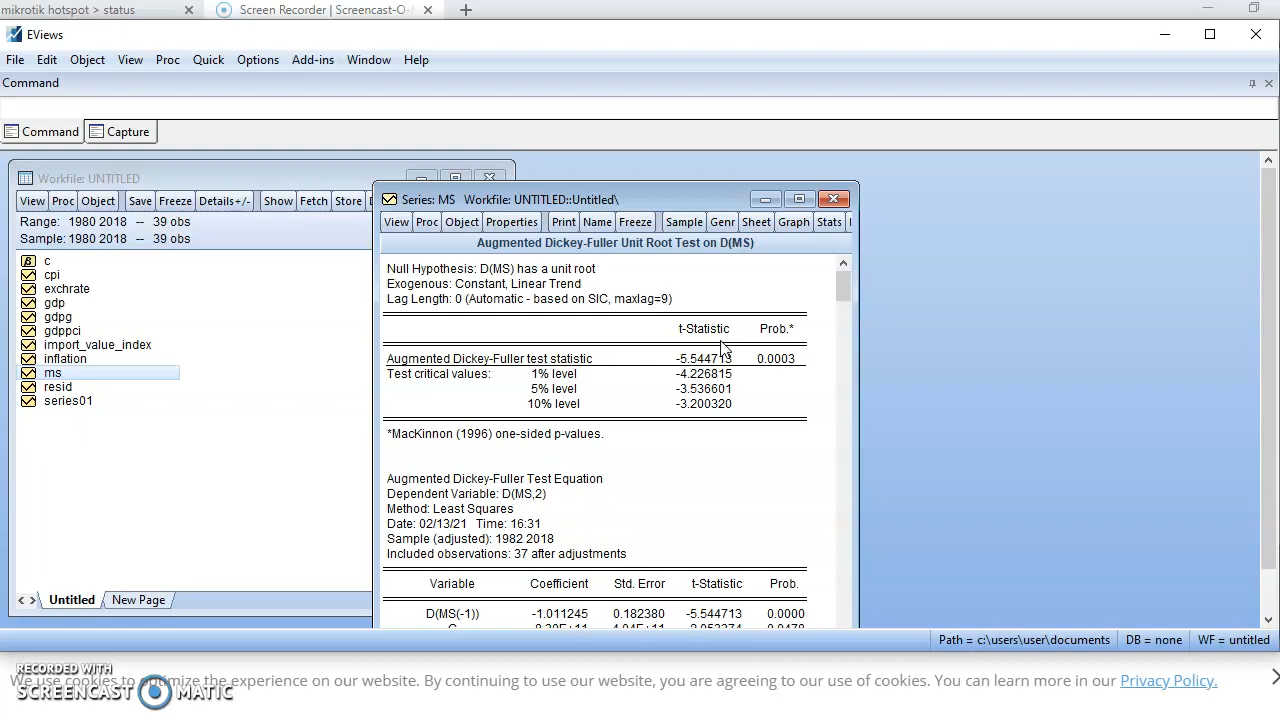 mikrotik hotspot > status
Screen Recorder | Screencast-O-
EViews
File Edit Object View Proc Quick Options Add-ins Window Help
Command
Command Capture
Workfile: UNTITLED
View Proc Object Save Freeze Details+/- Show Fetch Store
Range: 1980 2018 -- 39 obs
Sample: 1980 2018 -- 39 obs
c
cpi
exchrate
gdp
gdpg
gdppci
import_value_index
inflation
ms
resid
series01
Untitled New Page
Series: MS Workfile: UNTITLED::Untitled\
View Proc Object Properties Print Name Freeze Sample Genr Sheet Graph Stats
Augmented Dickey-Fuller Unit Root Test on D(MS)
Null Hypothesis: D(MS) has a unit root
Exogenous: Constant, Linear Trend
Lag Length: 0 (Automatic - based on SIC, maxlag=9)
t-Statistic Prob.*
Augmented Dickey-Fuller test statistic -5.544713 0.0003
Test critical values: 1% level -4.226815
5% level -3.536601
10% level -3.200320
*MacKinnon (1996) one-sided p-values.
Augmented Dickey-Fuller Test Equation
Dependent Variable: D(MS,2)
Method: Least Squares
Date: 02/13/21 Time: 16:31
Sample (adjusted): 1982 2018
Included observations: 37 after adjustments
Variable Coefficient Std. Error t-Statistic Prob.
D(MS(-1)) -1.011245 0.182380 -5.544713 0.0000
Path = c:\users\user\documents DB = none WF = untitled
RECORDED WITH
SCREENCAST MATIC
We use cookies to optimize the experience on our website. By continuing to use our website, you are agreeing to our use of cookies. You can learn more in our Privacy Policy.